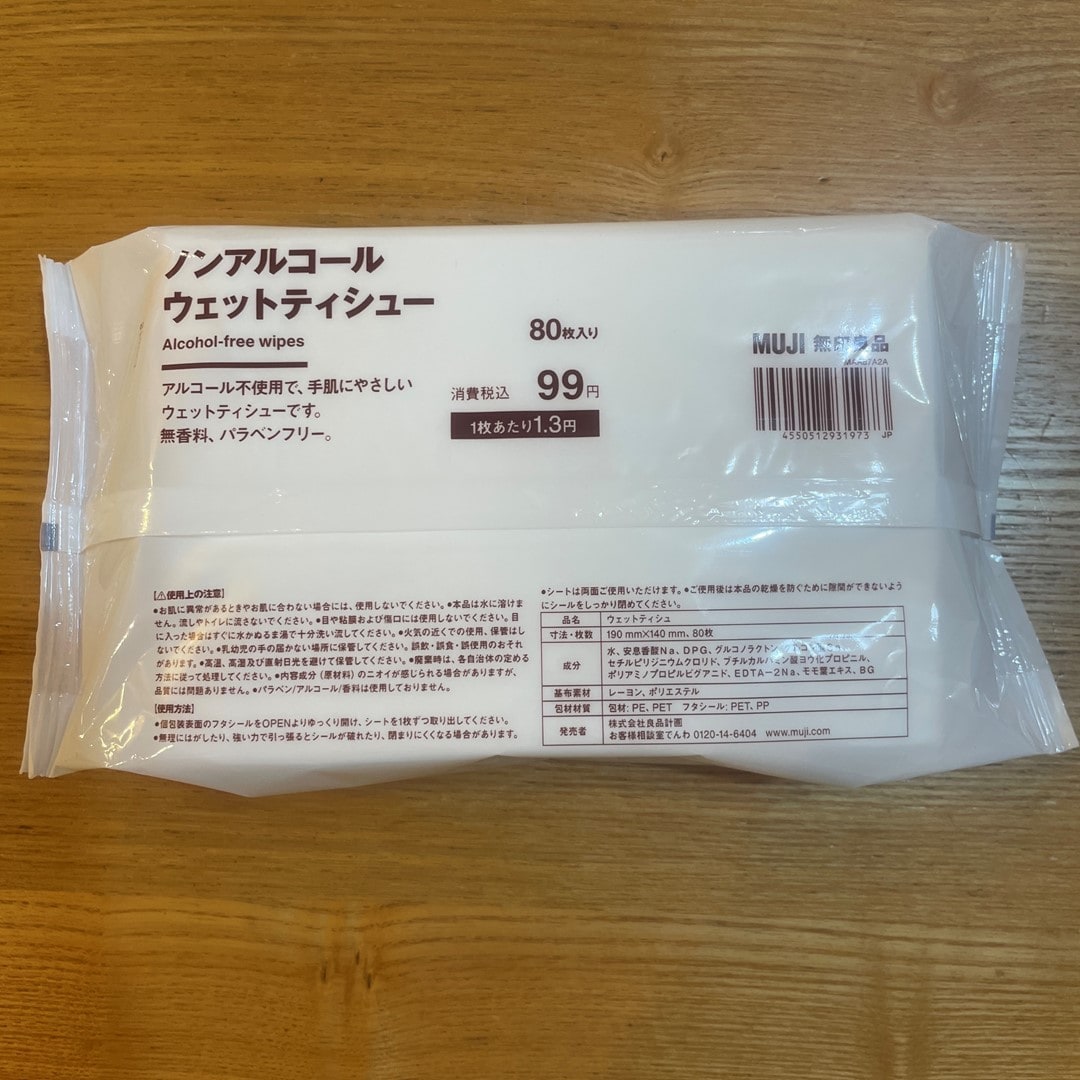 ノンアルコール
ウェットティシュー
Alcohol-free wipes
アルコール不使用で、手肌にやさしい
ウェットティシューです。
無香料、パラベンフリー。
80枚入り
消費税込 99円
1枚あたり1.3円
MUJI 無印良品
4550512931973 JP
【⚠使用上の注意】
●お肌に異常があるときやお肌に合わない場合には、使用しないでください。●本品は水に溶けま
せん。流しやトイレに流さないでください。●目や粘膜および傷口には使用しないでください。目
に入った場合はすぐに水かぬるま湯で十分洗い流してください。●火気の近くでの使用、保管はし
ないでください。●乳幼児の手の届かない場所に保管してください。誤飲・誤食・誤使用のおそれ
があります。●高温、高湿及び直射日光を避けて保管してください。●廃棄時は、各自治体の定める
方法に従って処理してください。●内容成分（原材料）のニオイが感じられる場合がありますが、
品質には問題ありません。●パラベン/アルコール/香料は使用しておりません。
【使用方法】
●個包装表面のフタシールをOPENよりゆっくり開け、シートを1枚ずつ取り出してください。
●無理にはがしたり、強い力で引っ張るとシールが破れたり、閉まりにくくなる場合があります。
●シートは両面ご使用いただけます。●ご使用後は本品の乾燥を防ぐために隙間ができないよう
にシールをしっかり閉めてください。
品名 ウェットティシュ
寸法・枚数 190 mm×140 mm、80枚
成分 水、安息香酸Na、DPG、グルコノラクトン、
セチルピリジニウムクロリド、ブチルカルバミン酸ヨウ化プロピニル、
ポリアミノプロピルビグアニド、EDTA－2Na、モモ葉エキス、BG
基布素材 レーヨン、ポリエステル
包材材質 包材: PE、PET フタシール: PET、PP
発売者 株式会社良品計画
お客様相談室でんわ 0120-14-6404 www.muji.com